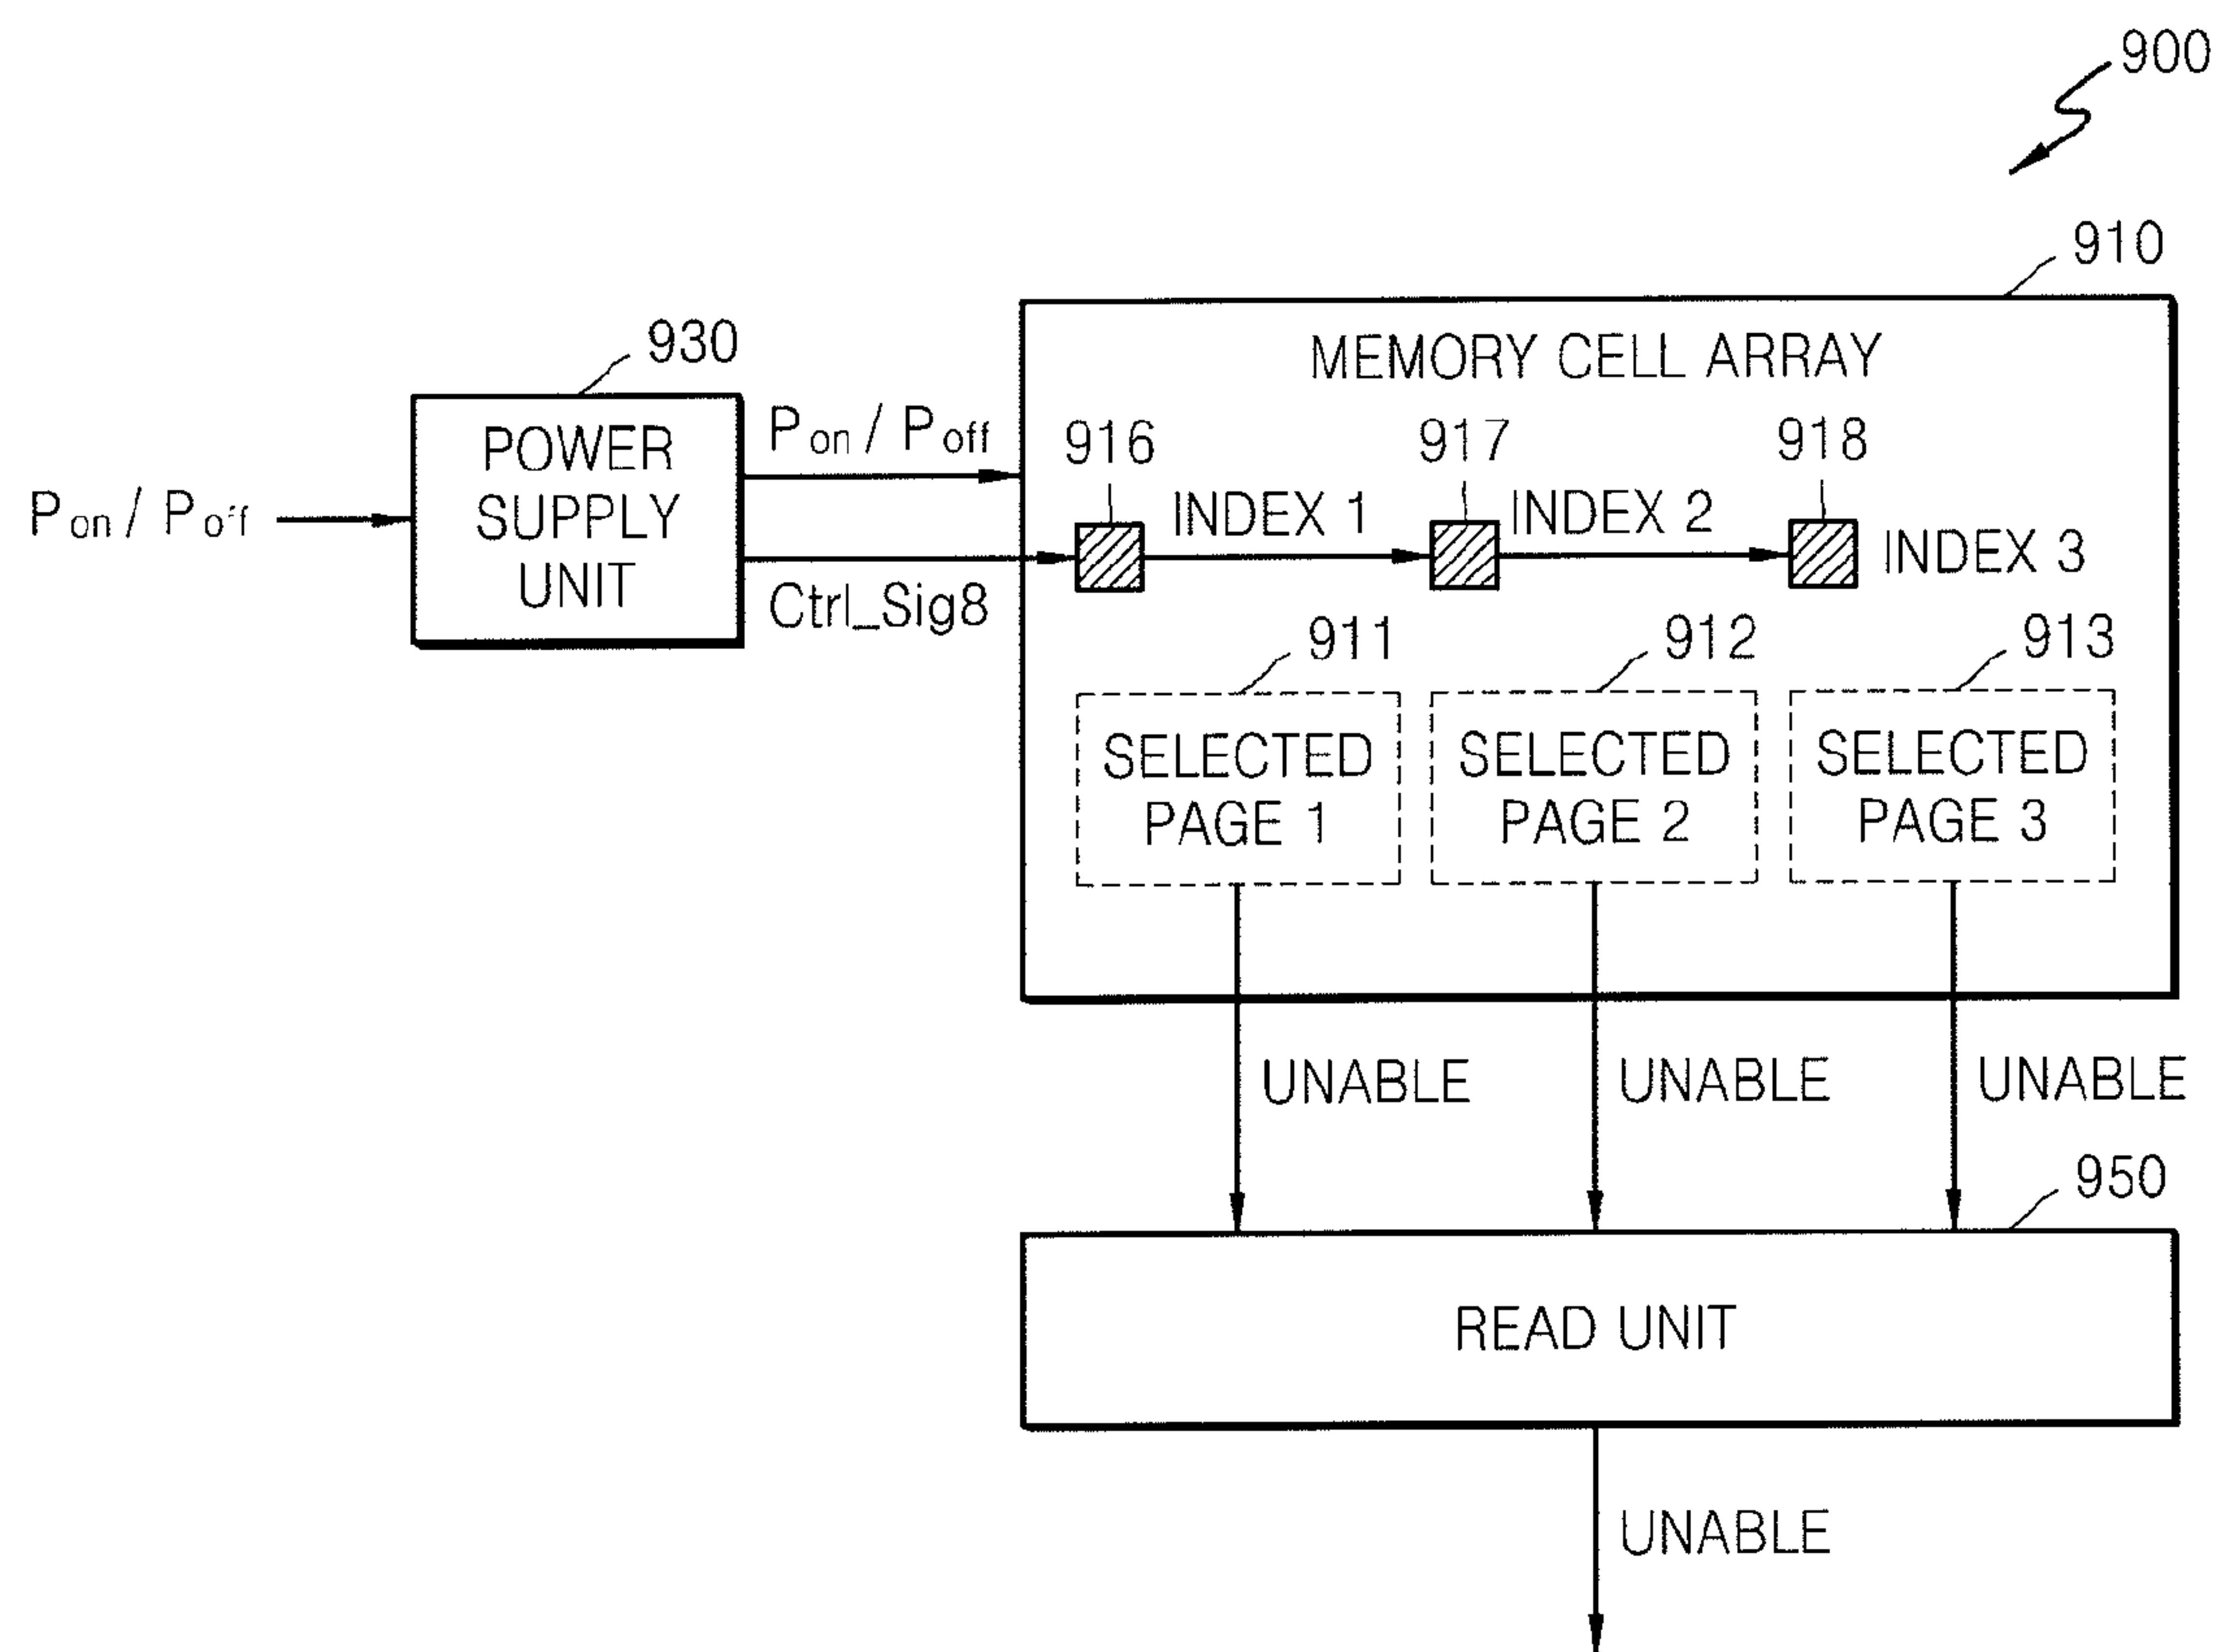 900
910
MEMORY CELL ARRAY
930
POWER
SUPPLY
UNIT
Pon / Poff
Pon / Poff
Ctrl_Sig8
916
917
918
INDEX 1
INDEX 2
INDEX 3
911
912
913
SELECTED
PAGE 1
SELECTED
PAGE 2
SELECTED
PAGE 3
UNABLE
UNABLE
UNABLE
950
READ UNIT
UNABLE